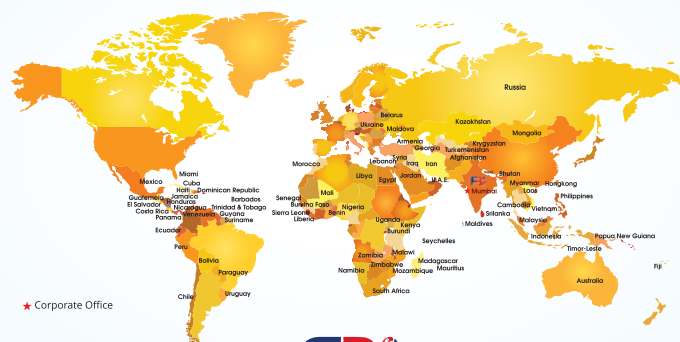 Russia
Belarus
Ukraine
Moldova
Kazakhstan
Mongolia
Armenia
Georgia
Krygyzstan
Turkemenistan
Afghanistan
Syria
Lebanon
Iraq
Iran
Morocco
Libya
Egypt
Jordan
U.A.E.
Bhutan
Mumbai
Myanmar
Hongkong
Laos
Philippines
Vietnam
Cambodia
Srilanka
Malaysia
Maldives
Indonesia
Papua New Guiana
Timor-Leste
Fiji
Australia
Mexico
Miami
Cuba
Haiti
Dominican Republic
Guatemala
Jamaica
Honduras
Barbados
El Salvador
Nicaragua
Trinidad & Tobago
Costa Rica
Panama
Venezuela
Guyana
Suriname
Ecuador
Peru
Bolivia
Paraguay
Chile
Uruguay
Senegal
Mali
Burkina Faso
Nigeria
Sierra Leone
Benin
Liberia
Uganda
Kenya
Burundi
Seychelles
Zambia
Malawi
Madagascar
Zimbabwe
Mauritius
Namibia
Mozambique
South Africa
Corporate Office